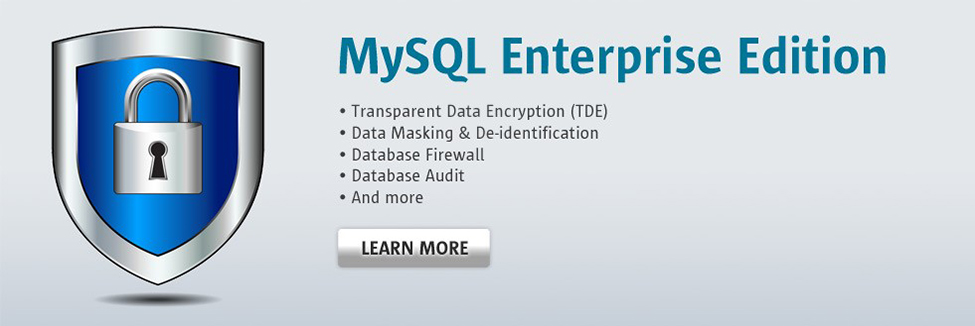 MySQL Enterprise Edition
• Transparent Data Encryption (TDE)
• Data Masking & De-identification
• Database Firewall
• Database Audit
• And more
LEARN MORE